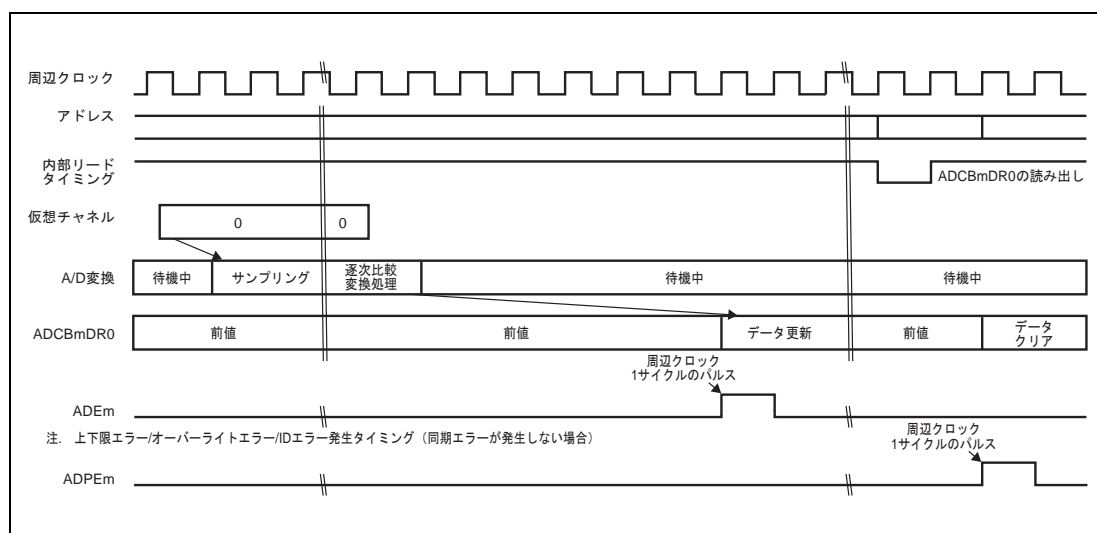 周辺クロック
アドレス
内部リード
タイミング
ADCBmDR0の読み出し
仮想チャネル
0
0
A/D変換
待機中
サンプリング
逐次比較
変換処理
待機中
待機中
ADCBmDR0
前値
前値
データ更新
前値
データ
クリア
周辺クロック
1サイクルのパルス
ADEm
注. 上下限エラー/オーバーライトエラー/IDエラー発生タイミング（同期エラーが発生しない場合）
周辺クロック
1サイクルのパルス
ADPEm